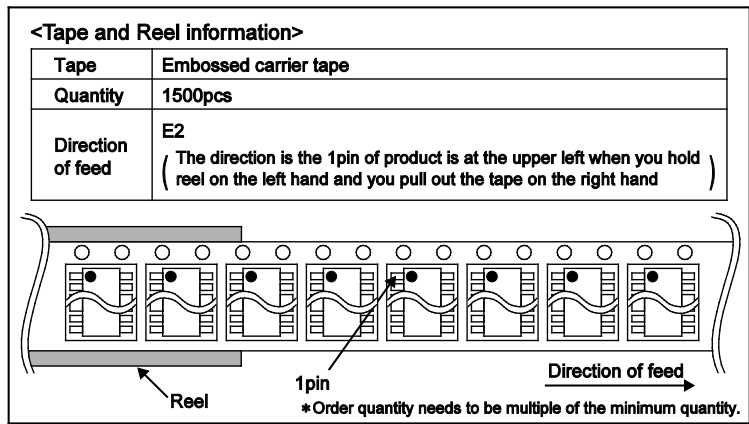 <Tape and Reel information>
Tape Embossed carrier tape
Quantity 1500pcs
Direction
of feed
E2
( The direction is the 1pin of product is at the upper left when you hold
reel on the left hand and you pull out the tape on the right hand )
Direction of feed
1pin
Reel
*Order quantity needs to be multiple of the minimum quantity.